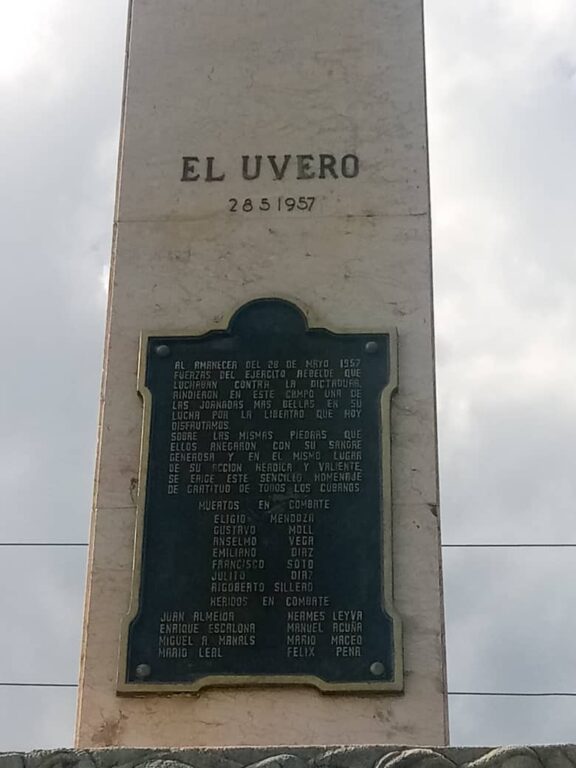 EL UVERO
28 5 1957
AL AMANECER DEL 28 DE MAYO 1957
FUERZAS DEL EJERCITO REBELDE QUE
LUCHABAN CONTRA LA DICTADURA,
RINDIERON EN ESTE CAMPO UNA DE
LAS JORNADAS MAS BELLAS EN SU
LUCHA POR LA LIBERTAD QUE HOY
DISFRUTAMOS.
SOBRE LAS MISMAS PIEDRAS QUE
ELLOS ANEGARON CON SU SANGRE
GENEROSA Y EN EL MISMO LUGAR
DE SU ACCION HEROICA Y VALIENTE,
SE ERIGE ESTE SENCILLO HOMENAJE
DE GRATITUD DE TODOS LOS CUBANOS
MUERTOS EN COMBATE
ELIGIO MENDOZA
GUSTAVO MOLL
ANSELMO VEGA
EMILIANO DIAZ
FRANCISCO SOTO
JULITO DIAZ
RIGOBERTO SILLERO
HERIDOS EN COMBATE
JUAN ALMEIDA HERMES LEYVA
ENRIQUE ESCALONA MANUEL ACUÑA
MIGUEL A MANALS MARIO MACEO
MARIO LEAL FELIX PENA